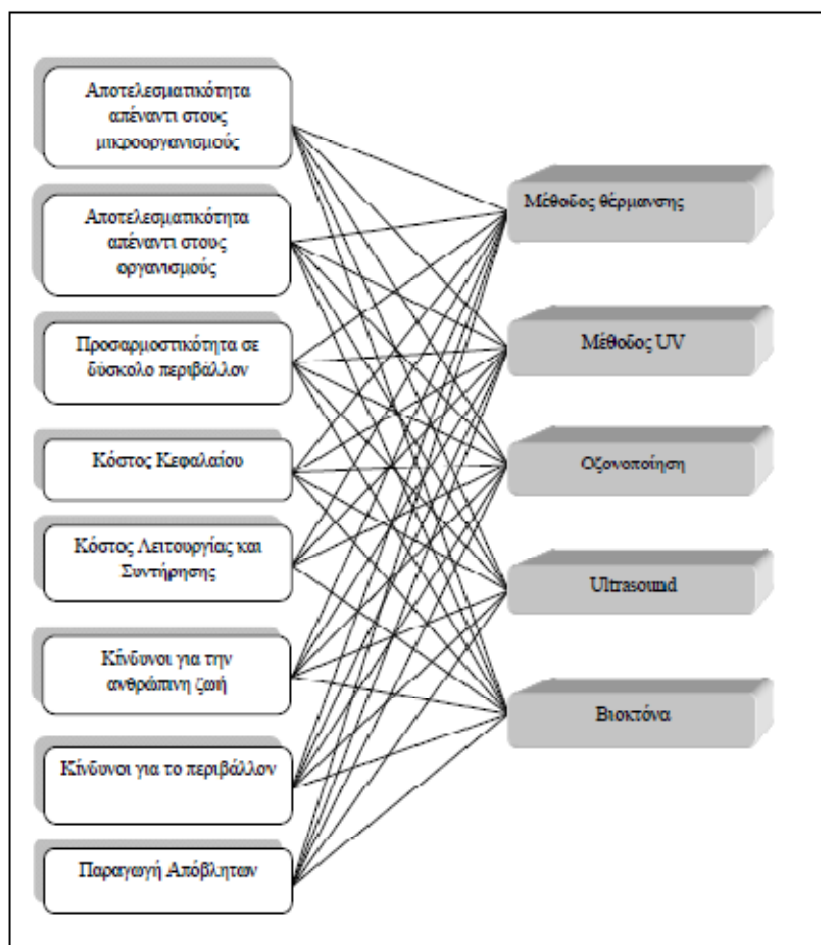 Αποτελεσματικότητα
απέναντι στους
μικροοργανισμούς
Αποτελεσματικότητα
απέναντι στους
οργανισμούς
Προσαρμοστικότητα σε
δύσκολο περιβάλλον
Κόστος Κεφαλαίου
Κόστος Λειτουργίας και
Συντήρησης
Κίνδυνοι για την
ανθρώπινη ζωή
Κίνδυνοι για το περιβάλλον
Παραγωγή Απόβλητων
Μέθοδος θέρμανσης
Μέθοδος UV
Οζονοποίηση
Ultrasound
Βιοκτόνα